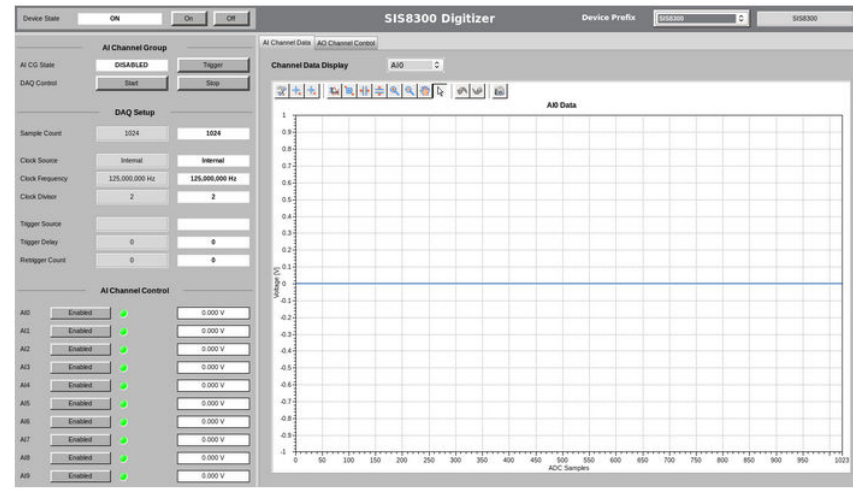 Device State ON On Off SIS8300 Digitizer Device Prefix SIS8300 SIS8300
AI Channel Group
AI CG State DISABLED Trigger
DAQ Control Start Stop
DAQ Setup
Sample Count 1024 1024
Clock Source Internal Internal
Clock Frequency 125,000,000 Hz 125,000,000 Hz
Clock Divisor 2 2
Trigger Source
Trigger Delay 0 0
Retrigger Count 0 0
AI Channel Control
AI0 Enabled 0.000 V
AI1 Enabled 0.000 V
AI2 Enabled 0.000 V
AI3 Enabled 0.000 V
AI4 Enabled 0.000 V
AI5 Enabled 0.000 V
AI6 Enabled 0.000 V
AI7 Enabled 0.000 V
AI8 Enabled 0.000 V
AI9 Enabled 0.000 V
AI Channel Data AO Channel Control
Channel Data Display AI0
AI0 Data
1
0.9
0.8
0.7
0.6
0.5
0.4
0.3
0.2
0.1
0
-0.1
-0.2
-0.3
-0.4
-0.5
-0.6
-0.7
-0.8
-0.9
-1
Voltage (V)
0 50 100 150 200 250 300 350 400 450 500 550 600 650 700 750 800 850 900 950 1023
ADC Samples